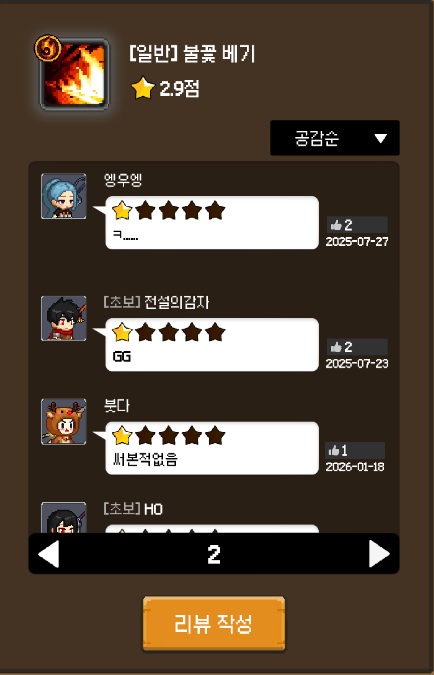 [일반] 불꽃 베기
2.9점
공감순
엥우엥
ㅋ.....
2
2025-07-27
[초보] 전설의감자
GG
2
2025-07-23
붓다
써본적없음
1
2026-01-18
[초보] HO
2
리뷰 작성